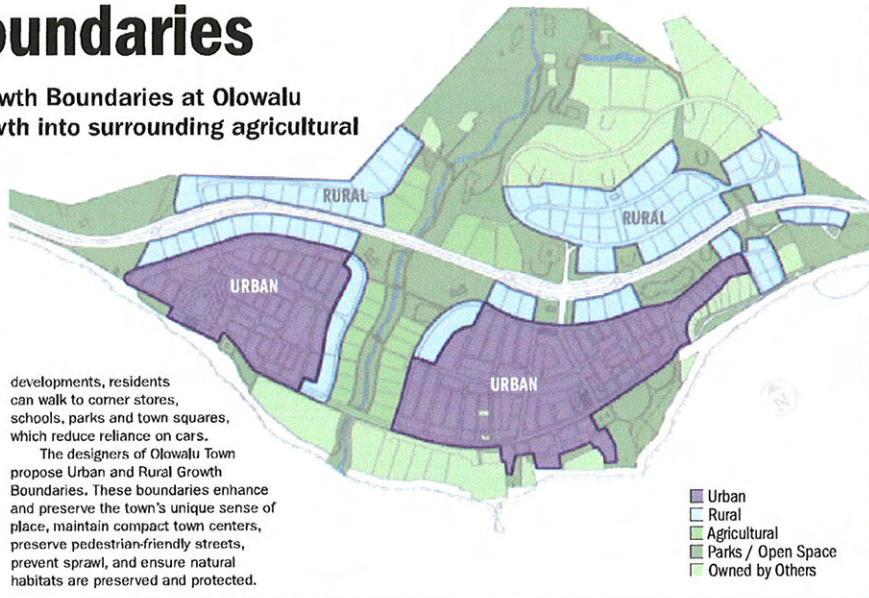 oundaries
wth Boundaries at Olowalu
vth into surrounding agricultural
RURAL
RURAL
URBAN
URBAN
developments, residents
can walk to corner stores,
schools, parks and town squares,
which reduce reliance on cars.
The designers of Olowalu Town
propose Urban and Rural Growth
Boundaries. These boundaries enhance
and preserve the town's unique sense of
place, maintain compact town centers,
preserve pedestrian-friendly streets,
prevent sprawl, and ensure natural
habitats are preserved and protected.
N
Urban
Rural
Agricultural
Parks / Open Space
Owned by Others